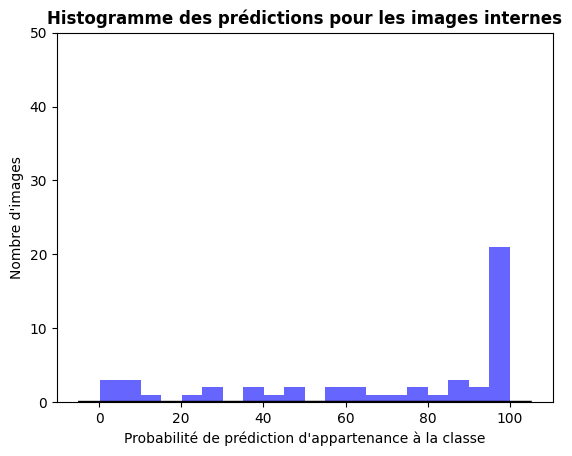 Histogramme des prédictions pour les images internes
50
40
30
20
10
0
Nombre d'images
0 20 40 60 80 100
Probabilité de prédiction d'appartenance à la classe